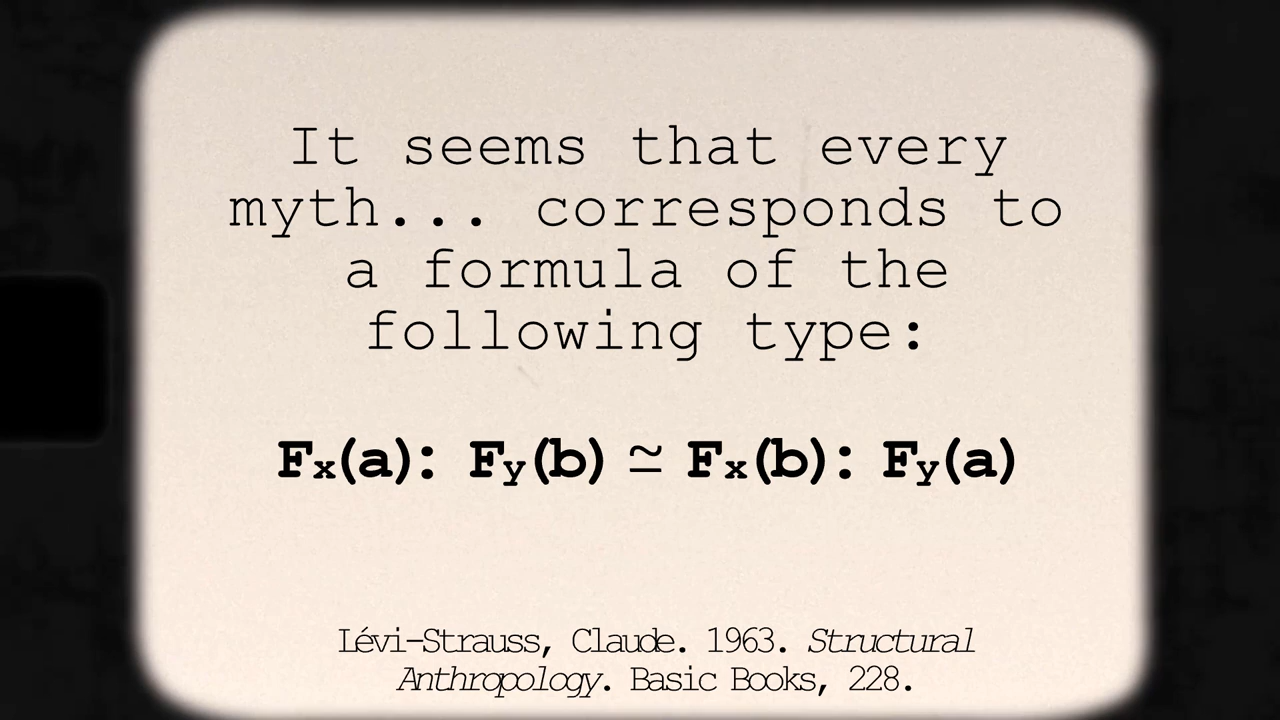 It seems that every
myth... corresponds to
a formula of the
following type:
Fx(a): Fy(b) ≃ Fx(b): Fy(a)
Lévi-Strauss, Claude. 1963. Structural
Anthropology. Basic Books, 228.